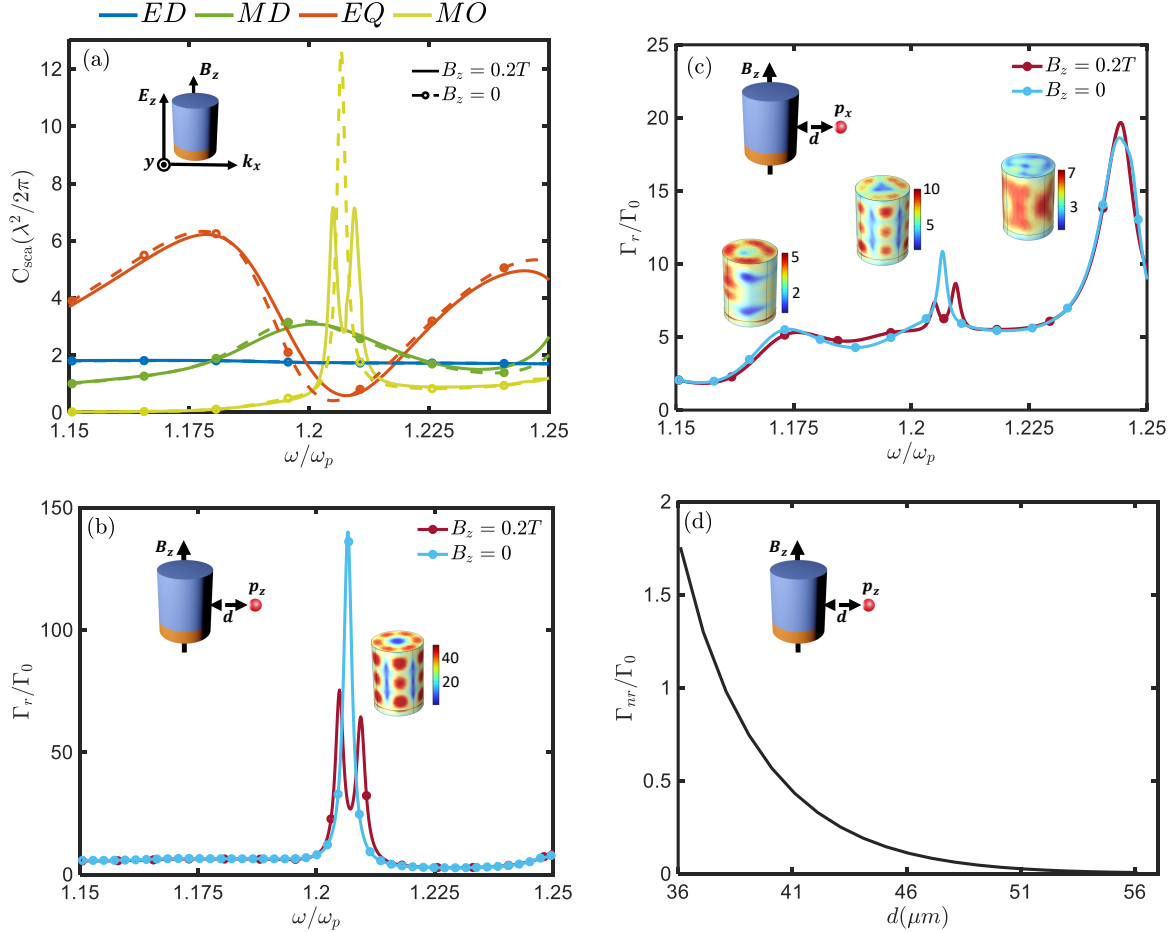 ED MD EQ MO
(a)
B_z
E_z
y
k_x
B_z = 0.2T
B_z = 0
C_sca(λ²/2π)
12
10
8
6
4
2
0
1.15 1.175 1.2 1.225 1.25
ω/ω_p
(c)
B_z
p_x
d
B_z = 0.2T
B_z = 0
Γ_r/Γ_0
25
20
15
10
5
0
5
2
10
5
7
3
1.15 1.175 1.2 1.225 1.25
ω/ω_p
(b)
B_z
p_z
d
B_z = 0.2T
B_z = 0
Γ_r/Γ_0
150
100
50
0
40
20
1.15 1.175 1.2 1.225 1.25
ω/ω_p
(d)
B_z
p_x
d
Γ_nr/Γ_0
2
1.5
1
0.5
0
36 41 46 51 56
d(μm)